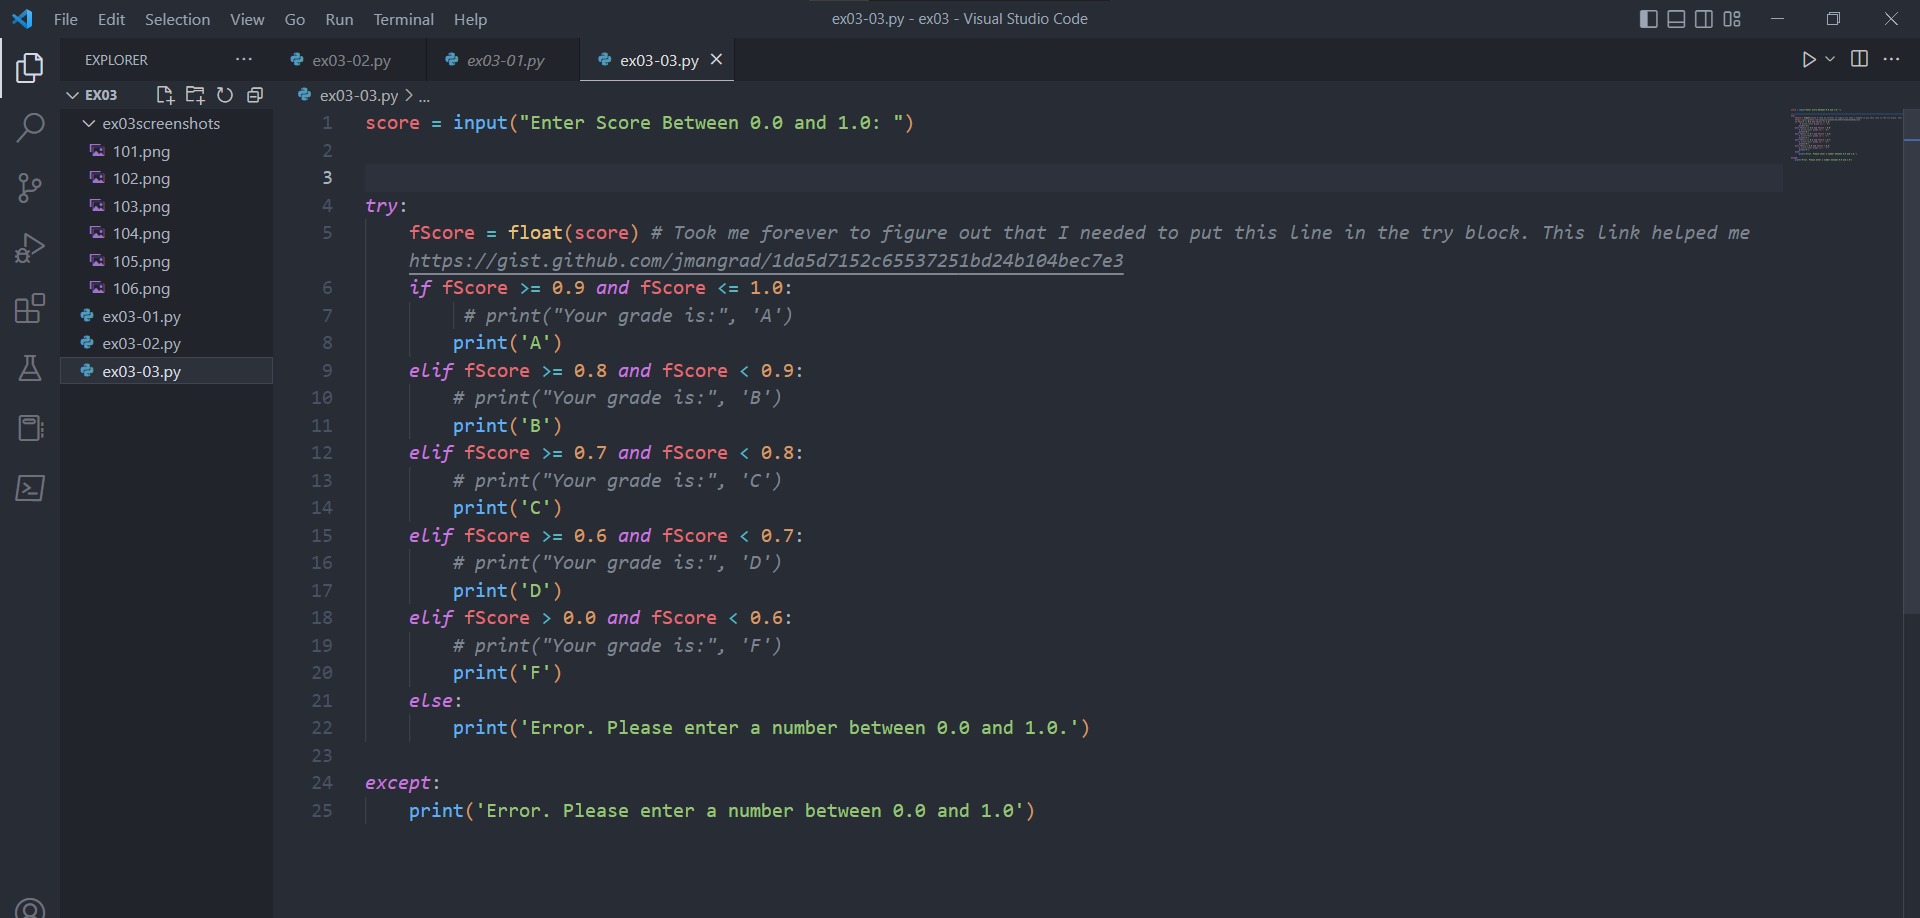 File Edit Selection View Go Run Terminal Help
ex03-03.py - ex03 - Visual Studio Code
EXPLORER
ex03-02.py
ex03-01.py
ex03-03.py
EX03
ex03screenshots
101.png
102.png
103.png
104.png
105.png
106.png
ex03-01.py
ex03-02.py
ex03-03.py
ex03-03.py > ...
1 score = input("Enter Score Between 0.0 and 1.0: ")
2
3
4 try:
5 fScore = float(score) # Took me forever to figure out that I needed to put this line in the try block. This link helped me
https://gist.github.com/jmangrad/1da5d7152c65537251bd24b104bec7e3
6 if fScore >= 0.9 and fScore <= 1.0:
7 # print("Your grade is:", 'A')
8 print('A')
9 elif fScore >= 0.8 and fScore < 0.9:
10 # print("Your grade is:", 'B')
11 print('B')
12 elif fScore >= 0.7 and fScore < 0.8:
13 # print("Your grade is:", 'C')
14 print('C')
15 elif fScore >= 0.6 and fScore < 0.7:
16 # print("Your grade is:", 'D')
17 print('D')
18 elif fScore > 0.0 and fScore < 0.6:
19 # print("Your grade is:", 'F')
20 print('F')
21 else:
22 print('Error. Please enter a number between 0.0 and 1.0.')
23
24 except:
25 print('Error. Please enter a number between 0.0 and 1.0')